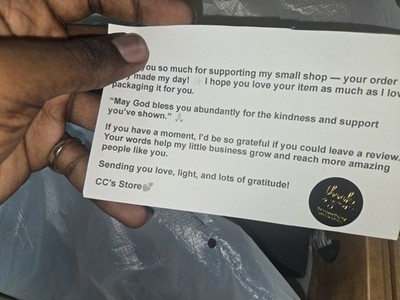 you so much for supporting my small shop — your order
made my day! ✨ I hope you love your item as much as I lov
packaging it for you.
“May God bless you abundantly for the kindness and support
you’ve shown.” 🙏
If you have a moment, I’d be so grateful if you could leave a review.
Your words help my little business grow and reach more amazing
people like you.
Sending you love, light, and lots of gratitude!
CC’s Store💕
thank